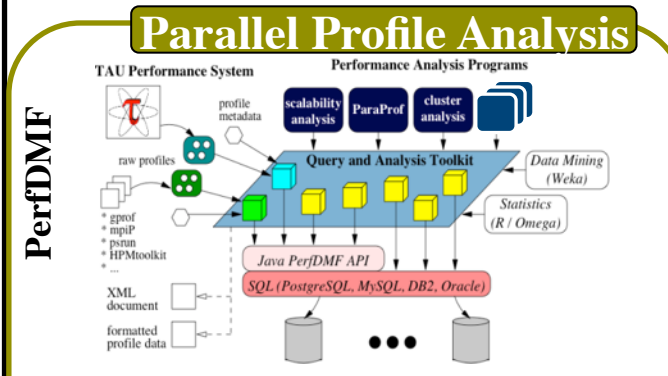 Parallel Profile Analysis
PerfDMF
TAU Performance System
Performance Analysis Programs
τ
profile
metadata
scalability
analysis
ParaProf
cluster
analysis
Query and Analysis Toolkit
Data Mining
(Weka)
Statistics
(R / Omega)
raw profiles
* gprof
* mpiP
* psrun
* HPMtoolkit
* ...
Java PerfDMF API
SQL (PostgreSQL, MySQL, DB2, Oracle)
XML
document
formatted
profile data